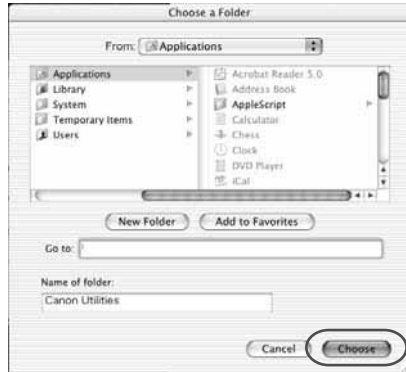 Choose a Folder
From: Applications
Applications
Library
System
Temporary Items
Users
Acrobat Reader 5.0
Address Book
AppleScript
Calculator
Chess
Clock
DVD Player
iCal
New Folder Add to Favorites
Go to:
Name of folder:
Canon Utilities
Cancel Choose